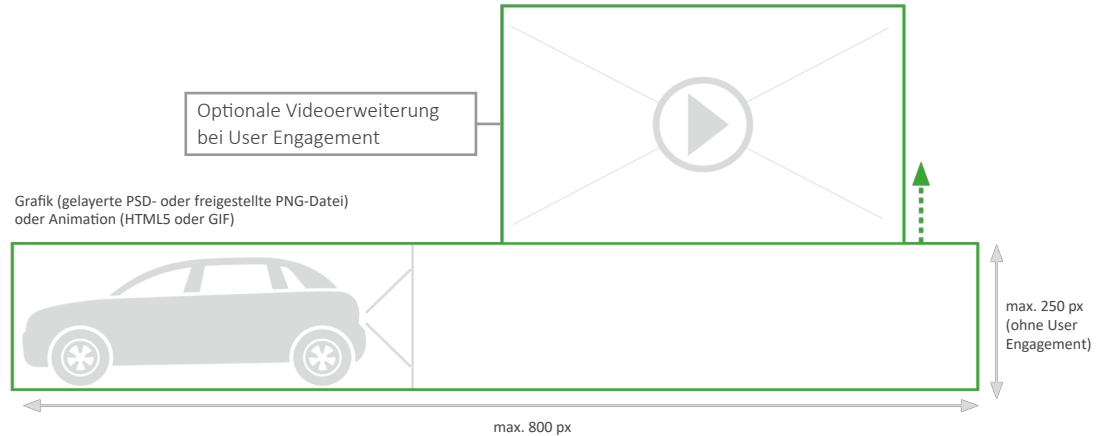 Optionale Videoerweiterung
bei User Engagement
Grafik (gelayerte PSD- oder freigestellte PNG-Datei)
oder Animation (HTML5 oder GIF)
max. 250 px
(ohne User
Engagement)
max. 800 px